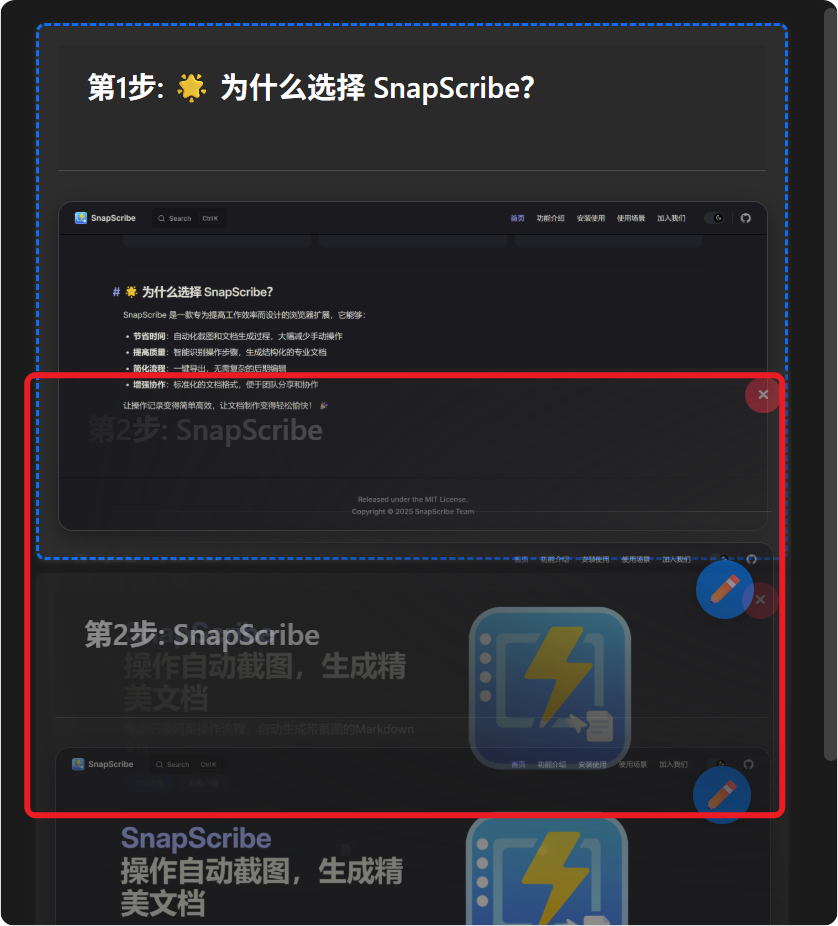 第1步: 🌟 为什么选择 SnapScribe?
SnapScribe Search Ctrl K 首页 功能介绍 安装使用 使用场景 加入我们
# 🌟 为什么选择 SnapScribe?
SnapScribe 是一款专为提高工作效率而设计的浏览器扩展，它能够：
• 节省时间：自动化截图和文档生成过程，大幅减少手动操作
• 提高质量：智能识别操作步骤，生成结构化的专业文档
• 简化流程：一键导出，无需复杂的后期编辑
• 增强协作：标准化的文档格式，便于团队分享和协作
让操作记录变得简单高效，让文档制作变得轻松愉快！ 🎉
第2步: SnapScribe
Released under the MIT License.
Copyright © 2025 SnapScribe Team
首页 功能介绍 安装使用 使用场景 加入我们
第2步: SnapScribe
SnapScribe
操作自动截图，生成精
美文档
自动生成带截图的Markdown
SnapScribe Search Ctrl K 首页 功能介绍 安装使用 使用场景 加入我们
SnapScribe
操作自动截图，生成精
美文档